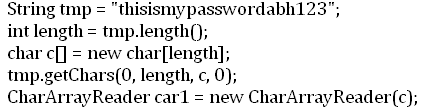 String tmp = "thisismypasswordabh123";
int length = tmp.length();
char c[] = new char[length];
tmp.getChars(0, length, c, 0);
CharArrayReader car1 = new CharArrayReader(c);